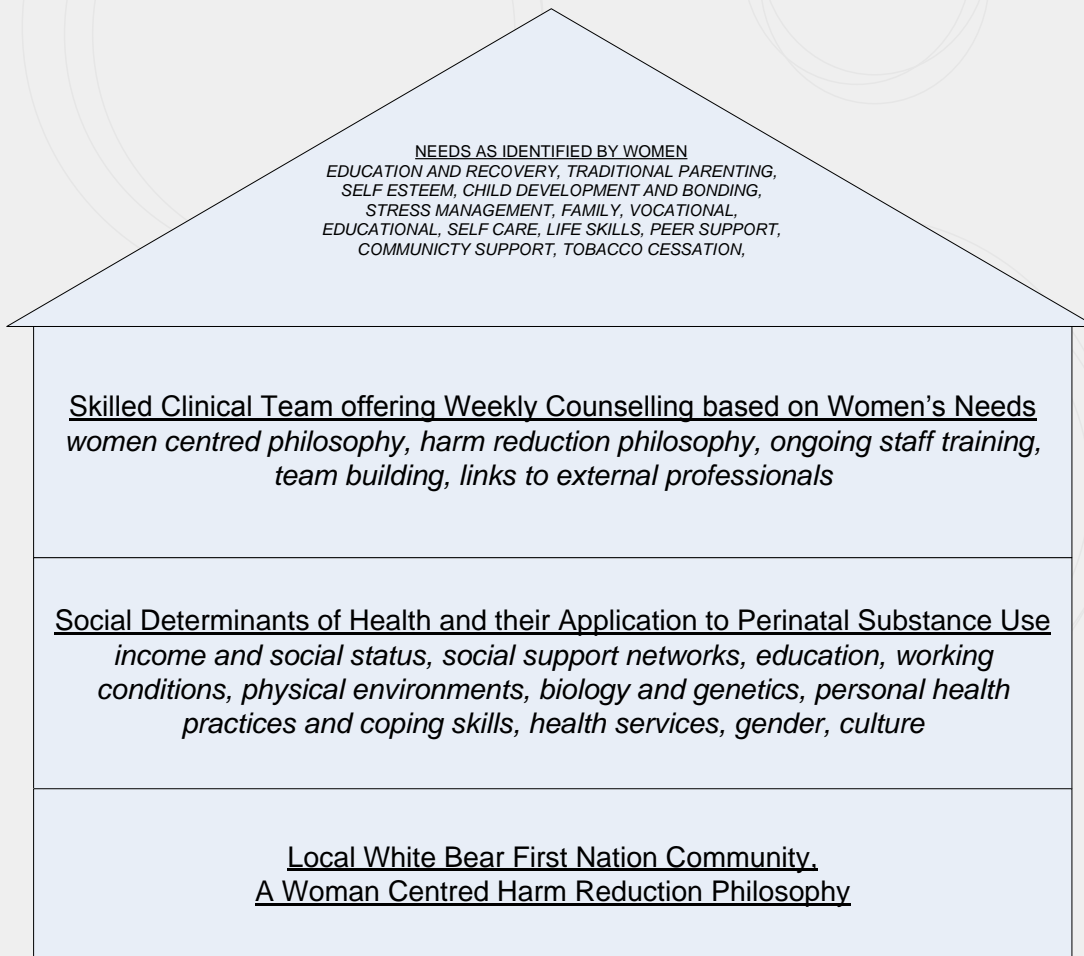 NEEDS AS IDENTIFIED BY WOMEN
EDUCATION AND RECOVERY, TRADITIONAL PARENTING,
SELF ESTEEM, CHILD DEVELOPMENT AND BONDING,
STRESS MANAGEMENT, FAMILY, VOCATIONAL,
EDUCATIONAL, SELF CARE, LIFE SKILLS, PEER SUPPORT,
COMMUNICTY SUPPORT, TOBACCO CESSATION,
Skilled Clinical Team offering Weekly Counselling based on Women’s Needs
women centred philosophy, harm reduction philosophy, ongoing staff training,
team building, links to external professionals
Social Determinants of Health and their Application to Perinatal Substance Use
income and social status, social support networks, education, working
conditions, physical environments, biology and genetics, personal health
practices and coping skills, health services, gender, culture
Local White Bear First Nation Community,
A Woman Centred Harm Reduction Philosophy